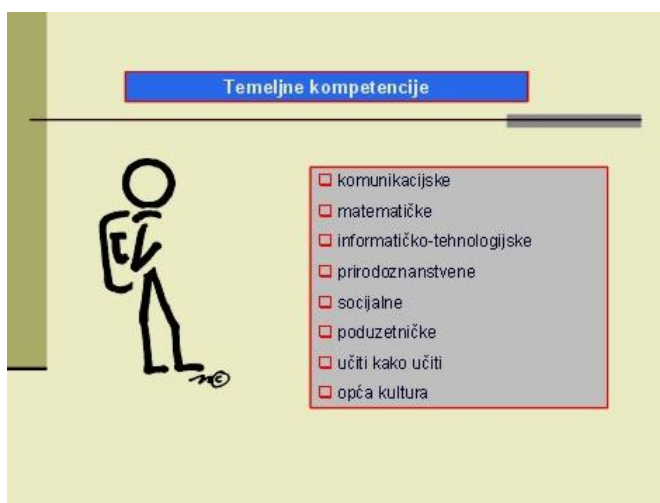 Temeljne kompetencije
komunikacijske
matematičke
informatičko-tehnologijske
prirodoznanstvene
socijalne
poduzetničke
učiti kako učiti
opća kultura